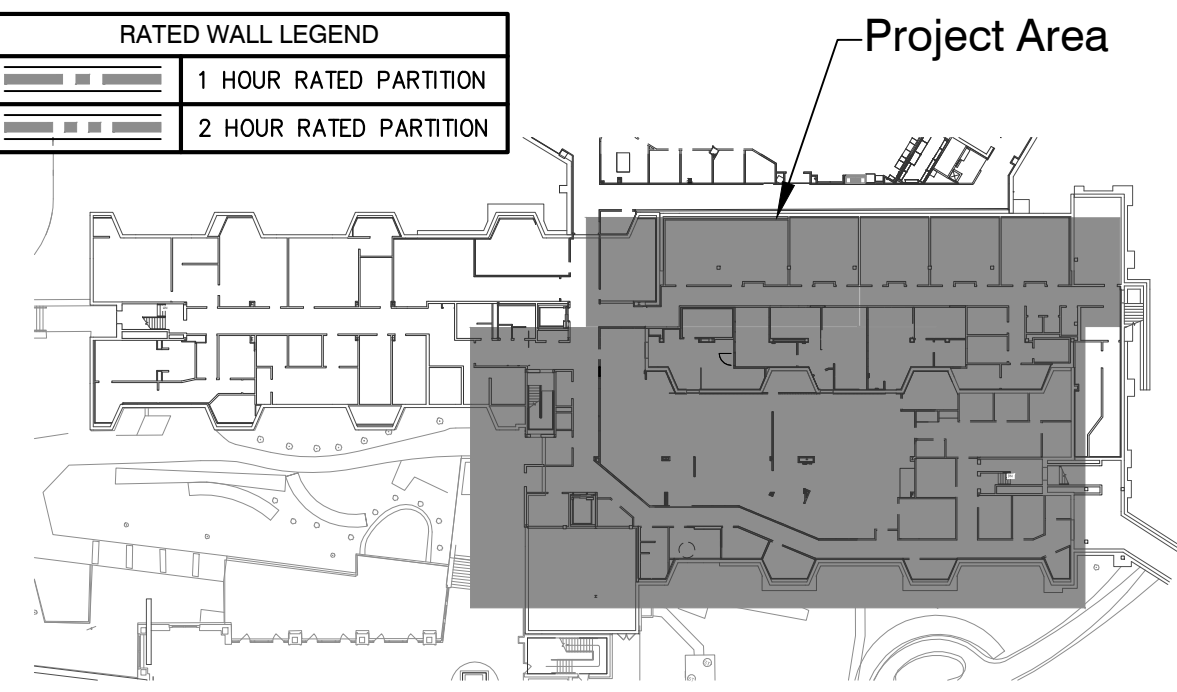 RATED WALL LEGEND
1 HOUR RATED PARTITION
2 HOUR RATED PARTITION
Project Area